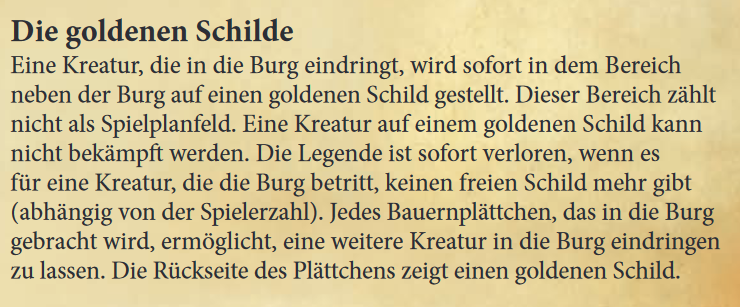 Die goldenen Schilde
Eine Kreatur, die in die Burg eindringt, wird sofort in dem Bereich
neben der Burg auf einen goldenen Schild gestellt. Dieser Bereich zählt
nicht als Spielplanfeld. Eine Kreatur auf einem goldenen Schild kann
nicht bekämpft werden. Die Legende ist sofort verloren, wenn es
für eine Kreatur, die die Burg betritt, keinen freien Schild mehr gibt
(abhängig von der Spielerzahl). Jedes Bauernplättchen, das in die Burg
gebracht wird, ermöglicht, eine weitere Kreatur in die Burg eindringen
zu lassen. Die Rückseite des Plättchens zeigt einen goldenen Schild.